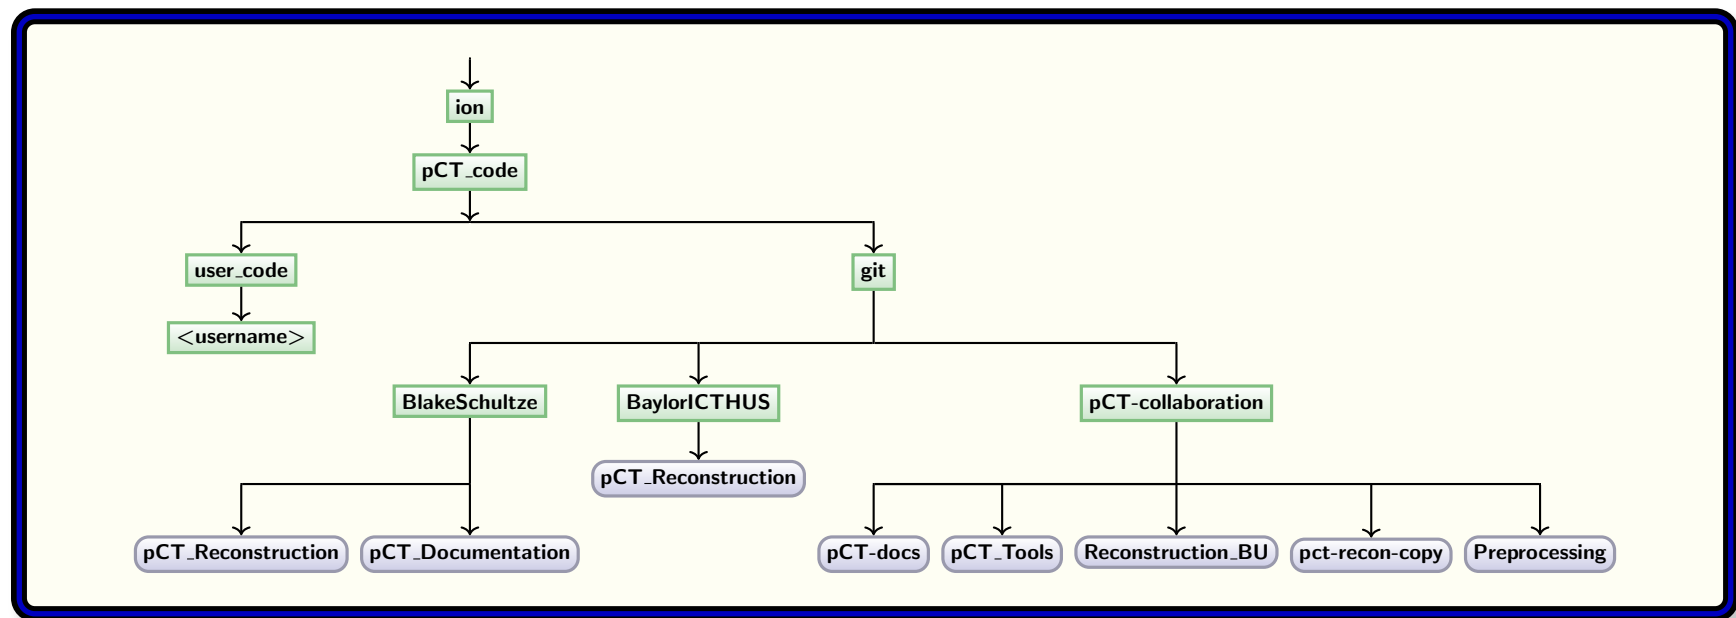 ion
pCT_code
user_code
git
<username>
BlakeSchultze
BaylorICTHUS
pCT-collaboration
pCT_Reconstruction
pCT_Reconstruction
pCT_Documentation
pCT-docs
pCT_Tools
Reconstruction_BU
pct-recon-copy
Preprocessing